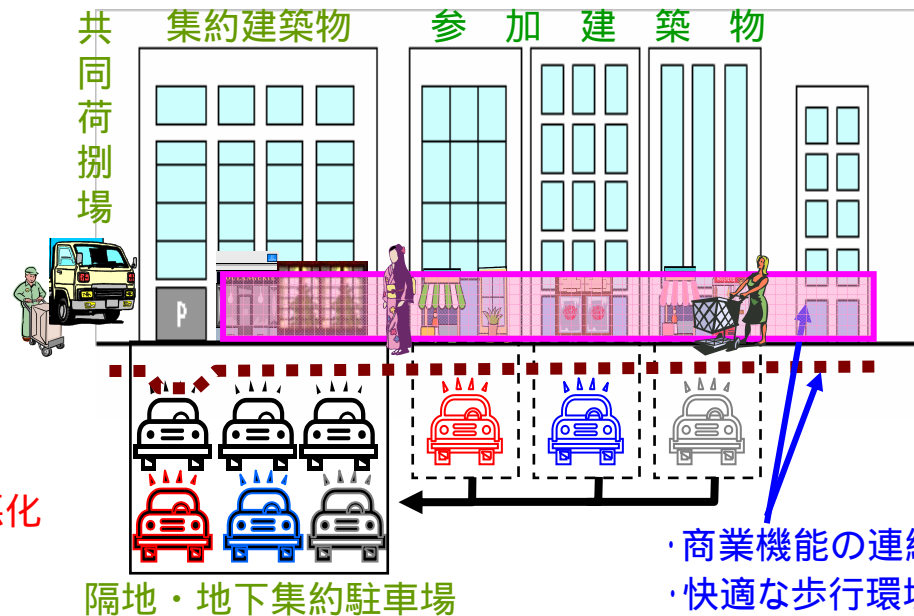 共同荷捌場
集約建築物
参加建築物
P
化
・商業機能の連
・快適な歩行環
隔地・地下集約駐車場